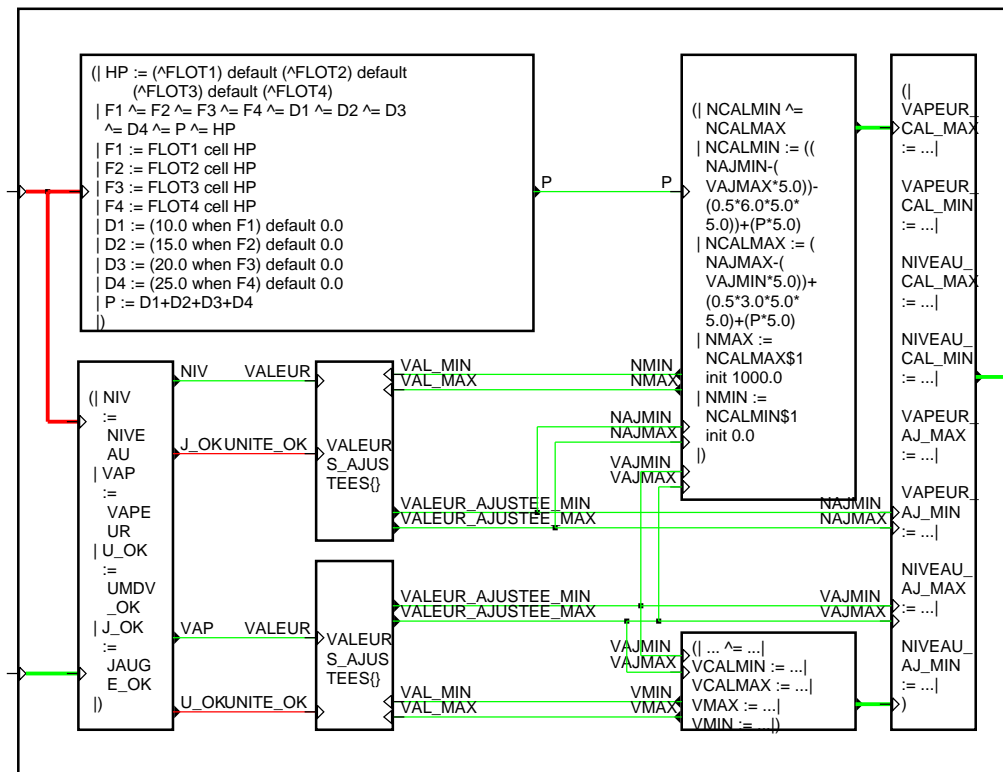 (| HP := (^FLOT1) default (^FLOT2) default
(^FLOT3) default (^FLOT4)
| F1 ^= F2 ^= F3 ^= F4 ^= D1 ^= D2 ^= D3
^= D4 ^= P ^= HP
| F1 := FLOT1 cell HP
| F2 := FLOT2 cell HP
| F3 := FLOT3 cell HP
| F4 := FLOT4 cell HP
| D1 := (10.0 when F1) default 0.0
| D2 := (15.0 when F2) default 0.0
| D3 := (20.0 when F3) default 0.0
| D4 := (25.0 when F4) default 0.0
| P := D1+D2+D3+D4
|)
P
P
(| NCALMIN ^=
NCALMAX
| NCALMIN := ((
NAJMIN-(
VAJMAX*5.0))-
(0.5*6.0*5.0*
5.0))+(P*5.0)
| NCALMAX := (
NAJMAX-(
VAJMIN*5.0))+
(0.5*3.0*5.0*
5.0)+(P*5.0)
| NMAX :=
NCALMAX$1
init 1000.0
| NMIN :=
NCALMIN$1
init 0.0
|)
(|
VAPEUR_
CAL_MAX
:= ...|
VAPEUR_
CAL_MIN
:= ...|
NIVEAU_
CAL_MAX
:= ...|
NIVEAU_
CAL_MIN
:= ...|
VAPEUR_
AJ_MAX
:= ...|
VAPEUR_
AJ_MIN
:= ...|
NIVEAU_
AJ_MAX
:= ...|
NIVEAU_
AJ_MIN
:= ...|
)
(| NIV
:=
NIVE
AU
| VAP
:=
VAPE
UR
| U_OK
:=
UMDV
_OK
| J_OK
:=
JAUG
E_OK
|)
NIV
VALEUR
J_OK
UNITE_OK
VALEUR
S_AJUS
TEES{}
VAL_MIN
VAL_MAX
NMIN
NMAX
NAJMIN
NAJMAX
VAJMIN
VAJMAX
VALEUR_AJUSTEE_MIN
VALEUR_AJUSTEE_MAX
NAJMIN
NAJMAX
VAP
VALEUR
U_OK
UNITE_OK
VALEUR
S_AJUS
TEES{}
VALEUR_AJUSTEE_MIN
VALEUR_AJUSTEE_MAX
VAJMIN
VAJMAX
VAJMIN
VAJMAX
VAL_MIN
VAL_MAX
VMIN
VMAX
(| ... ^= ...|
VCALMIN := ...|
VCALMAX := ...|
VMAX := ...|
VMIN := ...|)